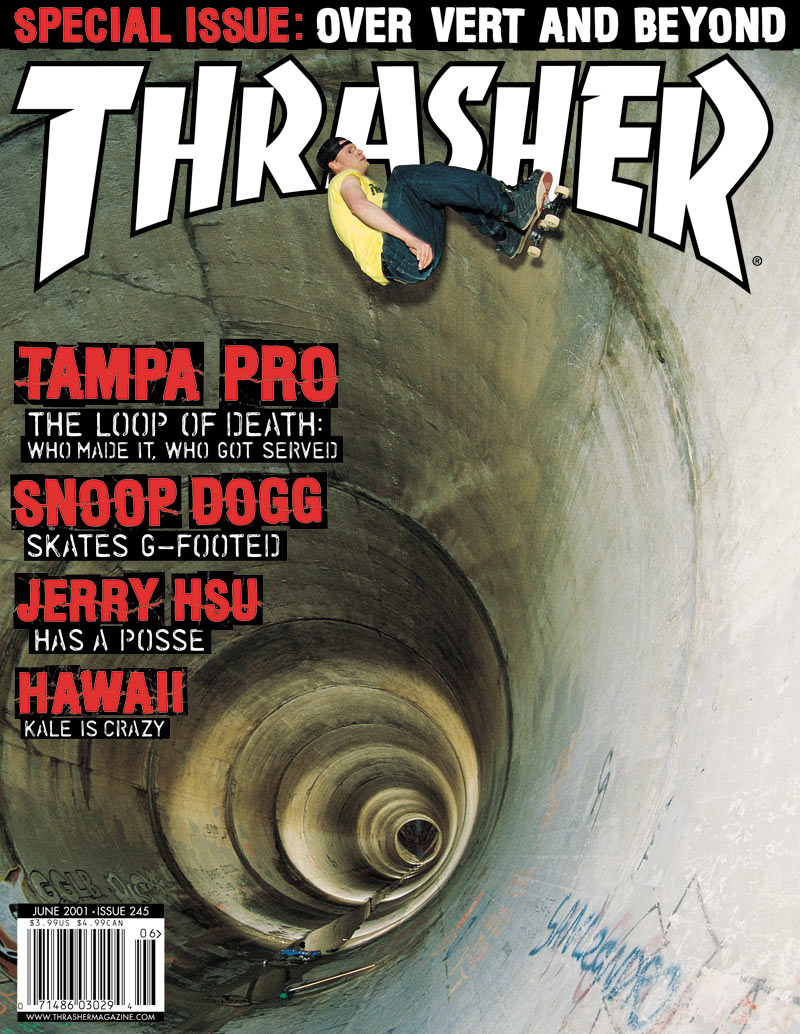 SPECIAL ISSUE: OVER VERT AND BEYOND
THRASHER®
TAMPA PRO
THE LOOP OF DEATH:
WHO MADE IT, WHO GOT SERVED
SNOOP DOGG
SKATES G-FOOTED
JERRY HSU
HAS A POSSE
HAWAII
KALE IS CRAZY
JUNE 2001 • ISSUE 245
$3.99US $4.99CAN
06>
0 71486 03029 4
WWW.THRASHERMAGAZINE.COM